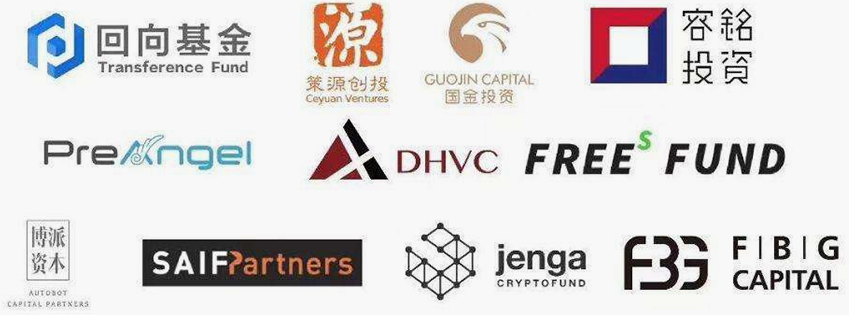 回向基金
Transference Fund
源
策源创投
Ceyuan Ventures
GUOJIN CAPITAL
国金投资
容銘
投資
PreAngel
DHVC
FREES FUND
博派
资本
AUTOBOT
CAPITAL PARTNERS
SAIFPartners
jenga
CRYPTOFUND
FBG
F|B|G
CAPITAL